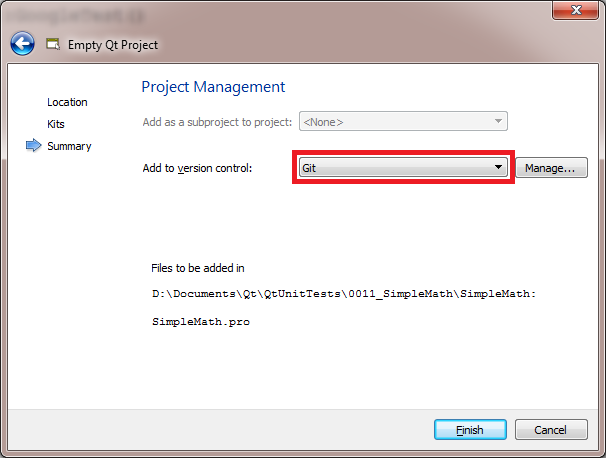 Empty Qt Project
Location
Kits
Summary
Project Management
Add as a subproject to project: <None>
Add to version control: Git Manage...
Files to be added in
D:\Documents\Qt\QtUnitTests\0011_SimpleMath\SimpleMath:
SimpleMath.pro
Finish Cancel